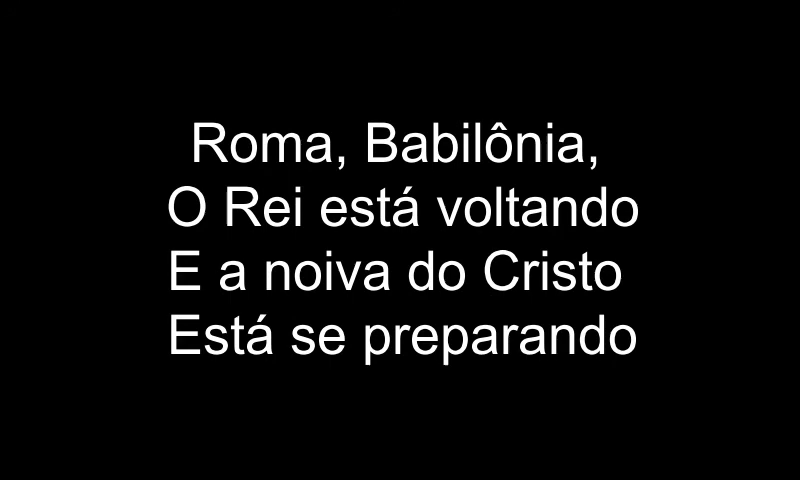 Roma, Babilônia,
O Rei está voltando
E a noiva do Cristo
Está se preparando